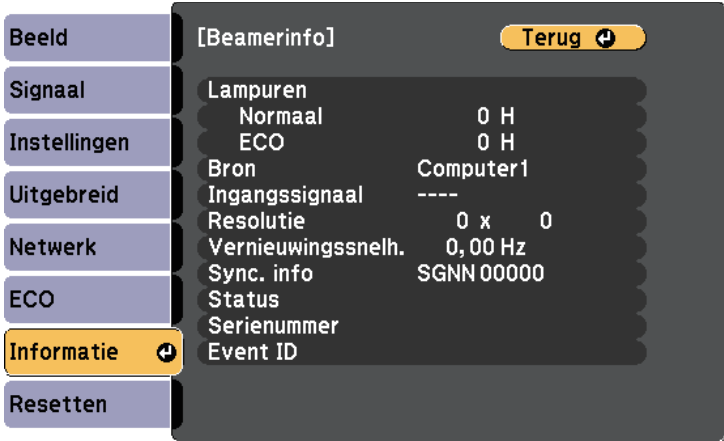 Beeld
Signaal
Instellingen
Uitgebreid
Netwerk
ECO
Informatie
Resetten
[Beamerinfo] Terug
Lampuren
Normaal 0 H
ECO 0 H
Bron Computer1
Ingangssignaal ----
Resolutie 0 x 0
Vernieuwingssnelh. 0,00 Hz
Sync. info SGNN 00000
Status
Serienummer
Event ID